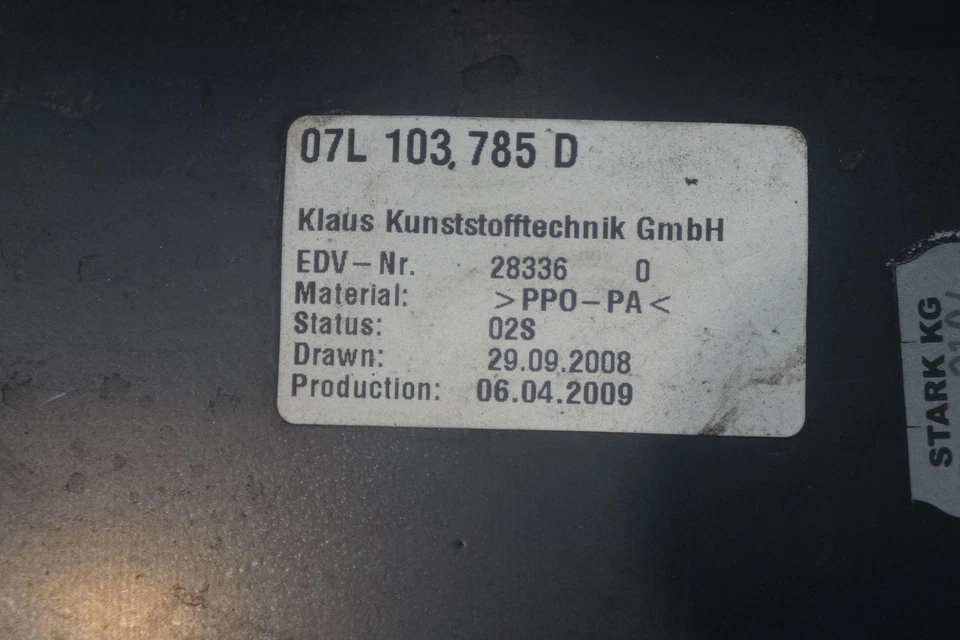 07L 103 785 D
Klaus Kunststofftechnik GmbH
EDV-Nr. 28336 0
Material: >PPO-PA<
Status: 02S
Drawn: 29.09.2008
Production: 06.04.2009
STARK KG